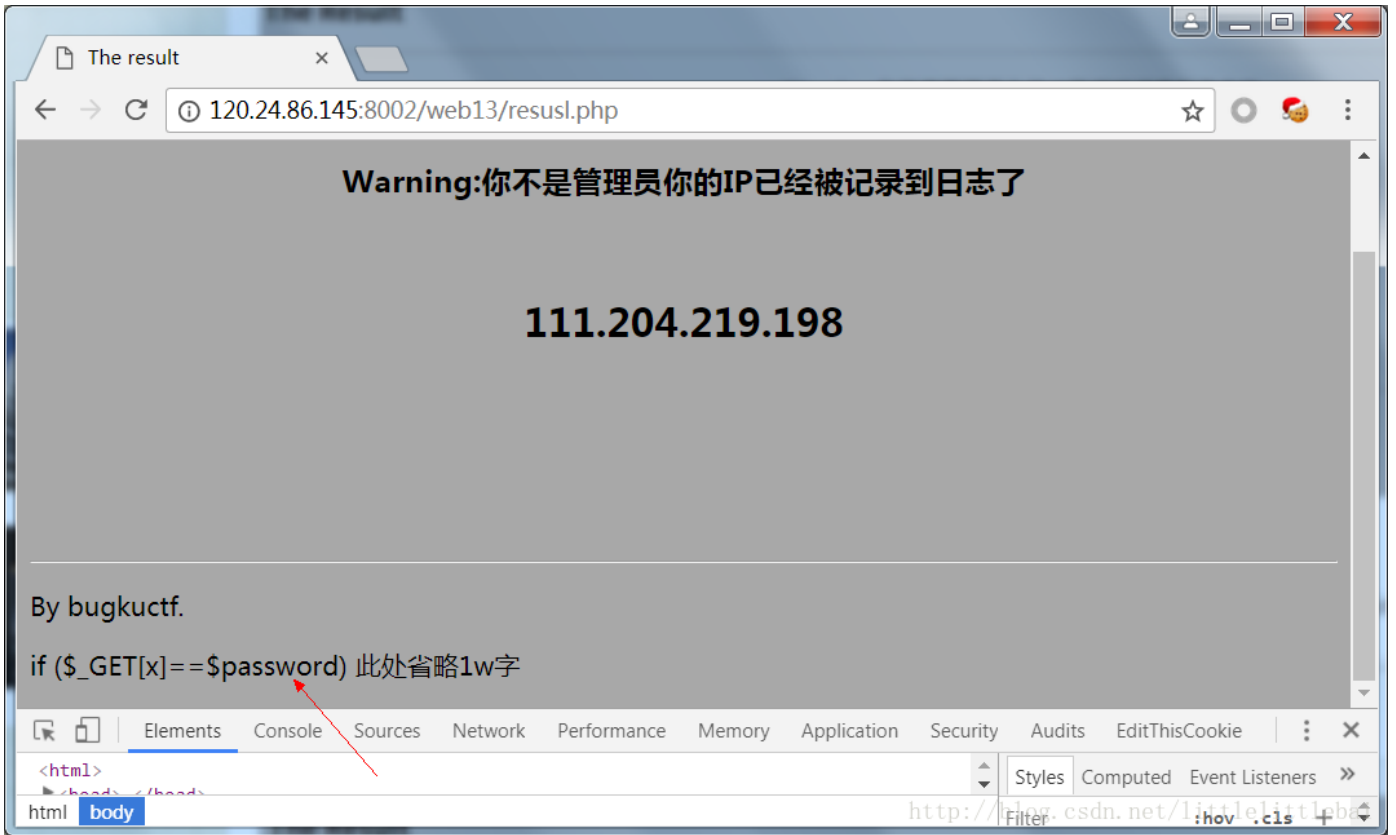 The result
120.24.86.145:8002/web13/resusl.php
Warning:你不是管理员你的IP已经被记录到日志了
111.204.219.198
By bugkuctf.
if ($_GET[x]==$password) 此处省略1w字
Elements Console Sources Network Performance Memory Application Security Audits EditThisCookie
<html>
Styles Computed Event Listeners
html body
Filter :hov .cls +